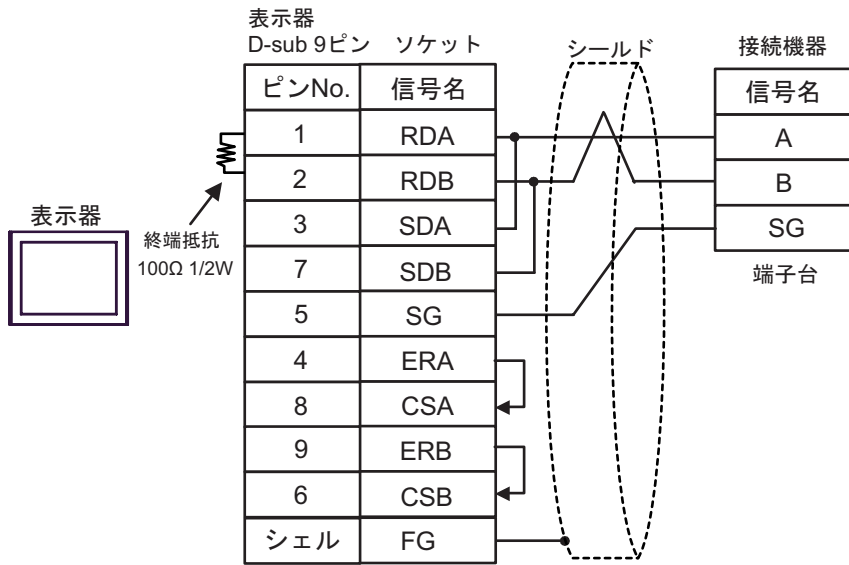 表示器
D-sub 9ピン ソケット
シールド
接続機器
ピンNo. 信号名
信号名
1 RDA
A
2 RDB
B
3 SDA
SG
7 SDB
端子台
5 SG
4 ERA
8 CSA
9 ERB
6 CSB
シェル FG
表示器
終端抵抗
100Ω 1/2W